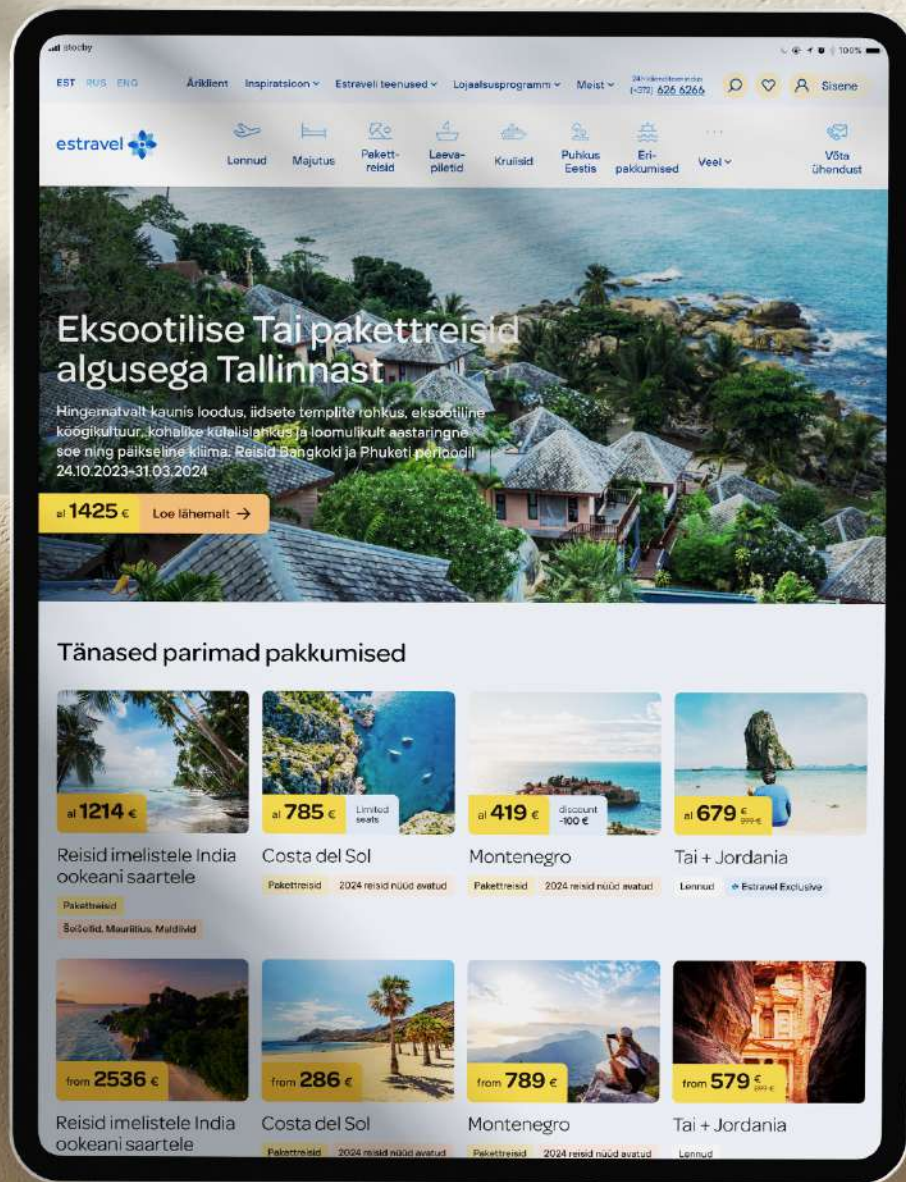 stocby
100%
EST RUS ENG
Äriklient
Inspiratsioon
Estraveli teenused
Lojaalsusprogramm
Meist
(+372) 626 6266
Sisene
estravel
Lennud
Majutus
Pakett-
reisid
Laeva-
piletid
Kruiisid
Puhkus
Eestis
Eri-
pakkumised
Veel
Võta
ühendust
Eksootilise Tai pakettreisid
algusega Tallinnast
Hingematvalt kaunis loodus, iidsete templite rohkus, eksootiline
köögikultuur, kohalike külalislahkus ja loomulikult aastaringne
soe ning päikseline kliima. Reisid Bangkoki ja Phuketi perioodil
24.10.2023-31.03.2024
al 1425 € Loe lähemalt →
Tänased parimad pakkumised
al 1214 €
Reisid imelistele India
ookeani saartele
Pakettreisid
Seišellid, Mauritius, Maldiivid
al 785 €
Limited
seats
Costa del Sol
Pakettreisid 2024 reisid nüüd avatud
al 419 €
discount
-100 €
Montenegro
Pakettreisid 2024 reisid nüüd avatud
al 679 €
Tai + Jordania
Lennud Estravel Exclusive
from 2536 €
Reisid imelistele India
ookeani saartele
from 286 €
Costa del Sol
Pakettreisid 2024 reisid nüüd avatud
from 789 €
Montenegro
Pakettreisid 2024 reisid nüüd avatud
from 579 €
Tai + Jordania
Lennud